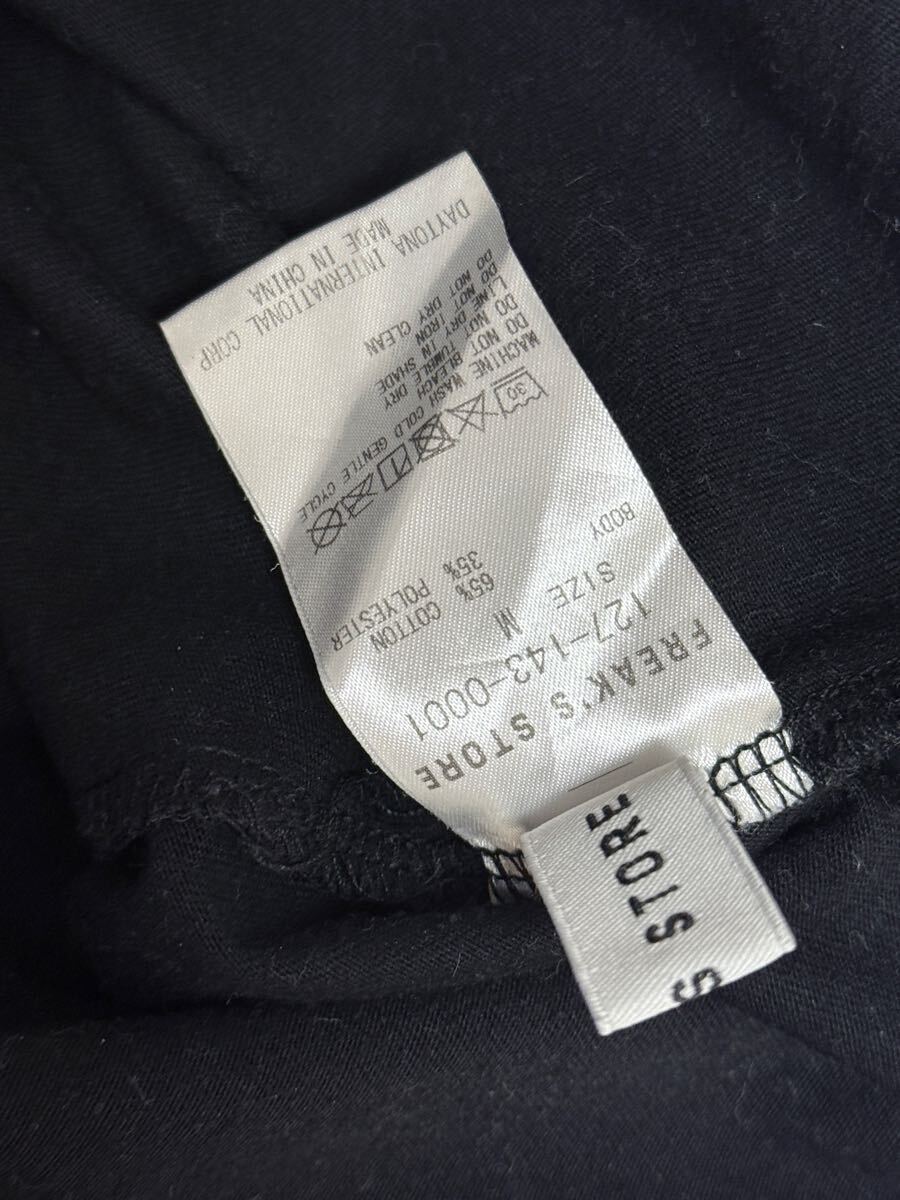 FREAK'S STORE
127-143-0001
SIZE M
BODY 65% COTTON
35% POLYESTER
30
MACHINE WASH COLD GENTLE CYCLE
DO NOT BLEACH
DO NOT TUMBLE DRY
LINE DRY IN SHADE
DO NOT IRON
DO NOT DRY CLEAN
MADE IN CHINA
DAYTONA INTERNATIONAL CORP.
S STORE